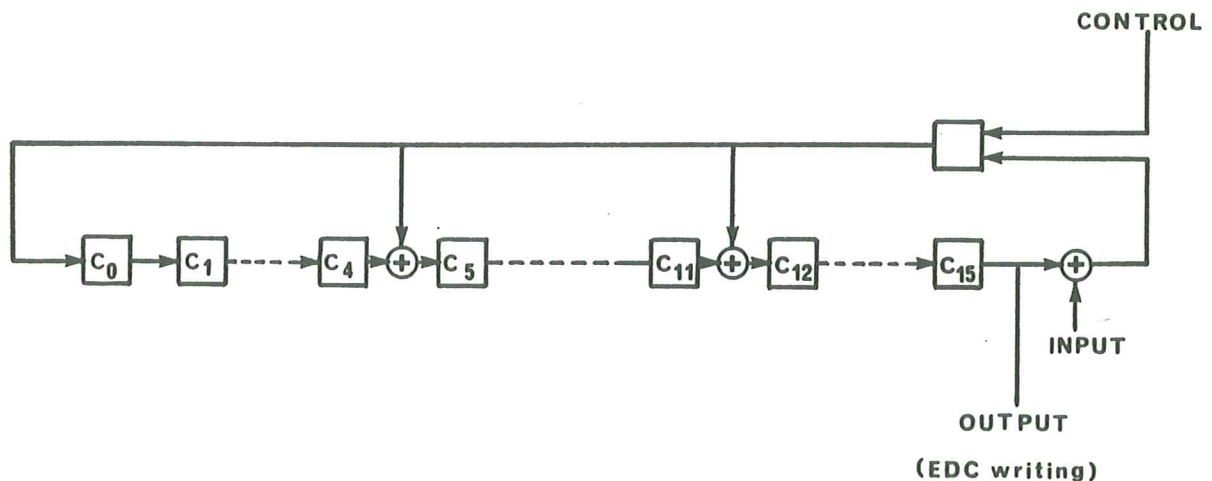 CONTROL
C0 C1 C4 + C5 C11 + C12 C15 +
INPUT
OUTPUT
(EDC writing)